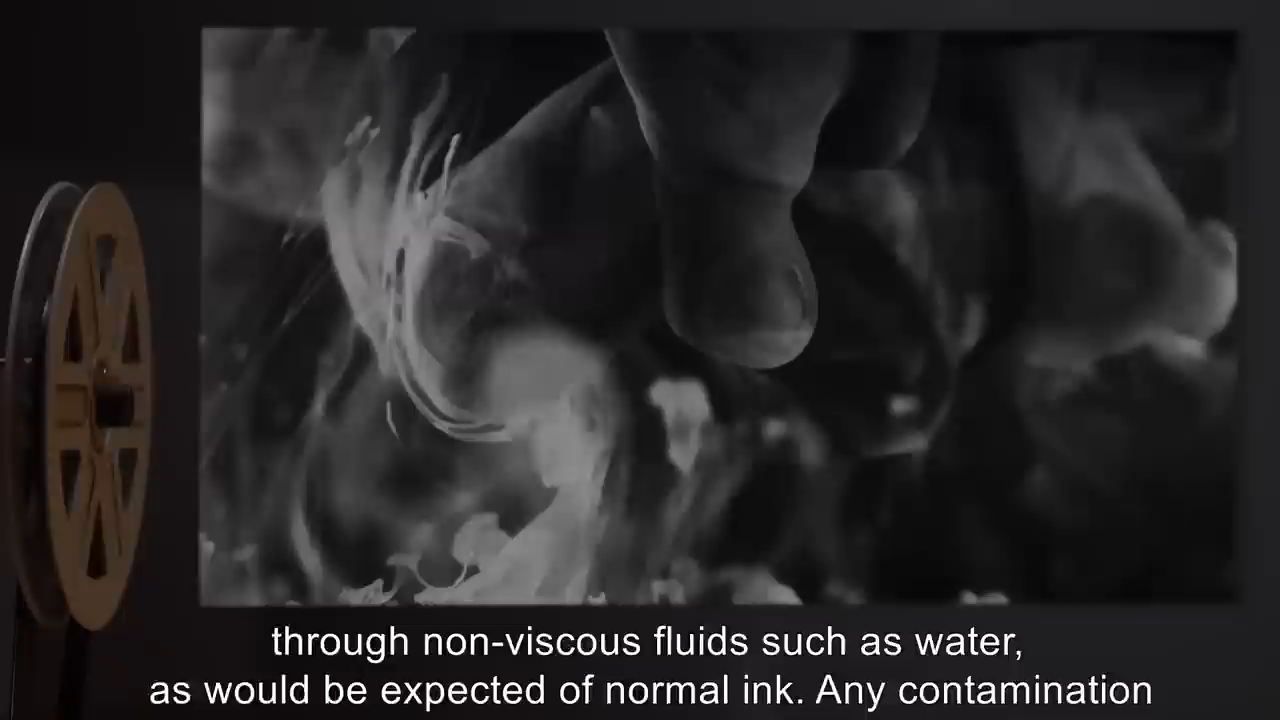 through non-viscous fluids such as water,
as would be expected of normal ink. Any contamination